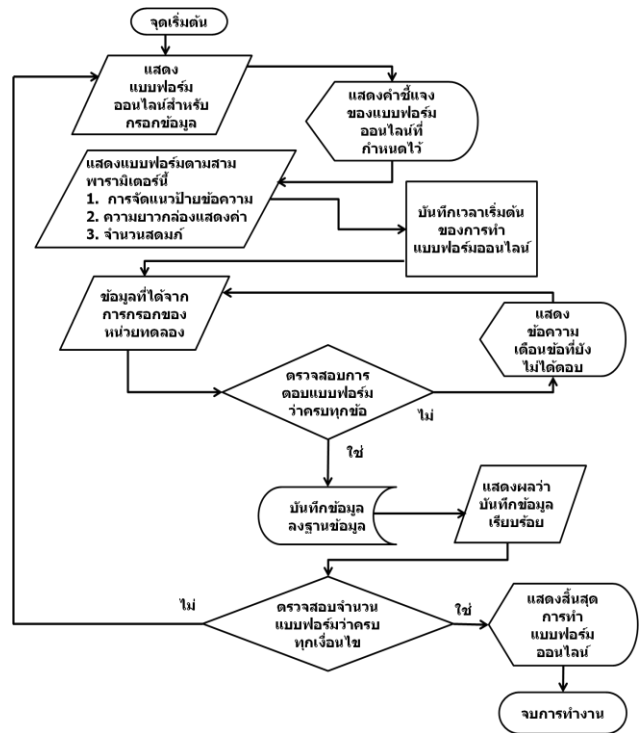 จุดเริ่มต้น
แสดง
แบบฟอร์ม
ออนไลน์สำหรับ
กรอกข้อมูล
แสดงคำชี้แจง
ของแบบฟอร์ม
ออนไลน์ที่
กำหนดไว้
แสดงแบบฟอร์มตามสาม
พารามิเตอร์นี้
1. การจัดแนวป้ายข้อความ
2. ความยาวกล่องแสดงค่า
3. จำนวนสดมภ์
บันทึกเวลาเริ่มต้น
ของการทำ
แบบฟอร์มออนไลน์
ข้อมูลที่ได้จาก
การกรอกของ
หน่วยทดลอง
แสดง
ข้อความ
เตือนข้อที่ยัง
ไม่ได้ตอบ
ตรวจสอบการ
ตอบแบบฟอร์ม
ว่าครบทุกข้อ
ไม่
ใช่
บันทึกข้อมูล
ลงฐานข้อมูล
แสดงผลว่า
บันทึกข้อมูล
เรียบร้อย
ไม่
ตรวจสอบจำนวน
แบบฟอร์มว่าครบ
ทุกเงื่อนไข
ใช่
แสดงสิ้นสุด
การทำ
แบบฟอร์ม
ออนไลน์
จบการทำงาน